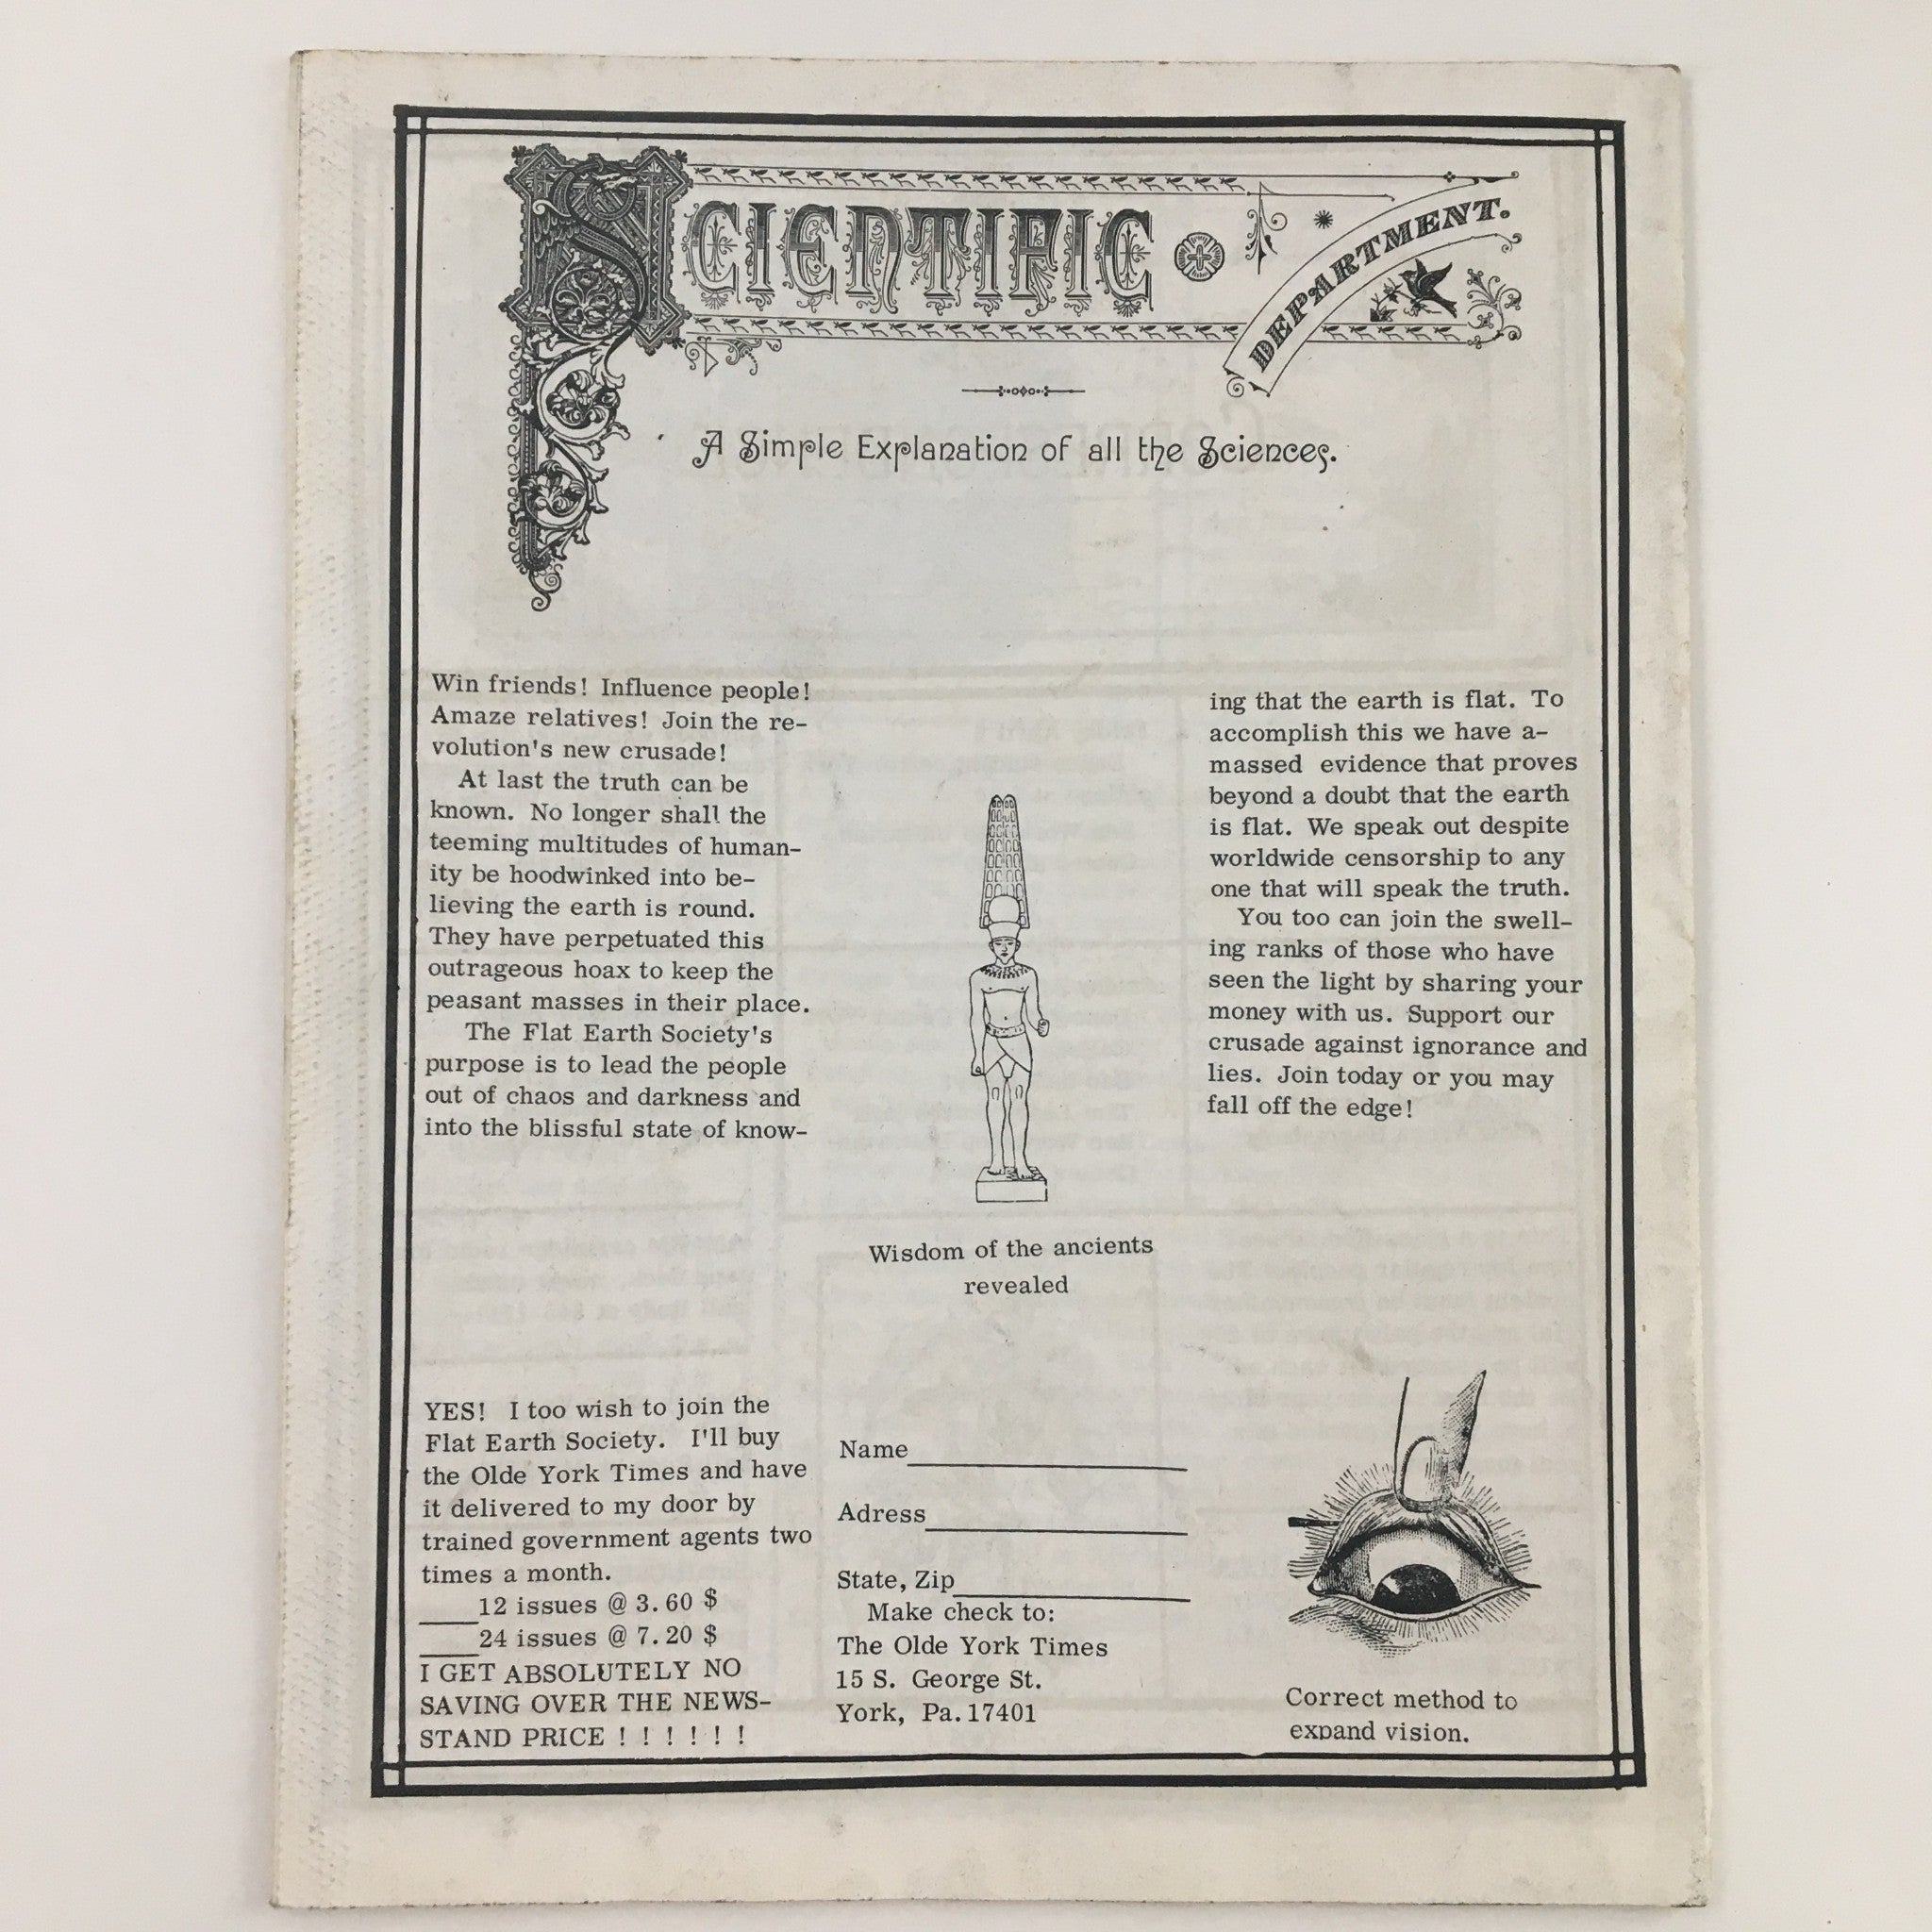 SCIENTIFIC DEPARTMENT.
A Simple Explanation of all the Sciences.
Win friends! Influence people!
Amaze relatives! Join the re-
volution's new crusade!
At last the truth can be
known. No longer shall the
teeming multitudes of human-
ity be hoodwinked into be-
lieving the earth is round.
They have perpetuated this
outrageous hoax to keep the
peasant masses in their place.
The Flat Earth Society's
purpose is to lead the people
out of chaos and darkness and
into the blissful state of know-
ing that the earth is flat. To
accomplish this we have a-
massed evidence that proves
beyond a doubt that the earth
is flat. We speak out despite
worldwide censorship to any
one that will speak the truth.
You too can join the swell-
ing ranks of those who have
seen the light by sharing your
money with us. Support our
crusade against ignorance and
lies. Join today or you may
fall off the edge!
Wisdom of the ancients
revealed
YES! I too wish to join the
Flat Earth Society. I'll buy
the Olde York Times and have
it delivered to my door by
trained government agents two
times a month.
12 issues @ 3.60 $
24 issues @ 7.20 $
I GET ABSOLUTELY NO
SAVING OVER THE NEWS-
STAND PRICE ! ! ! ! ! !
Name
Adress
State, Zip
Make check to:
The Olde York Times
15 S. George St.
York, Pa. 17401
Correct method to
expand vision.